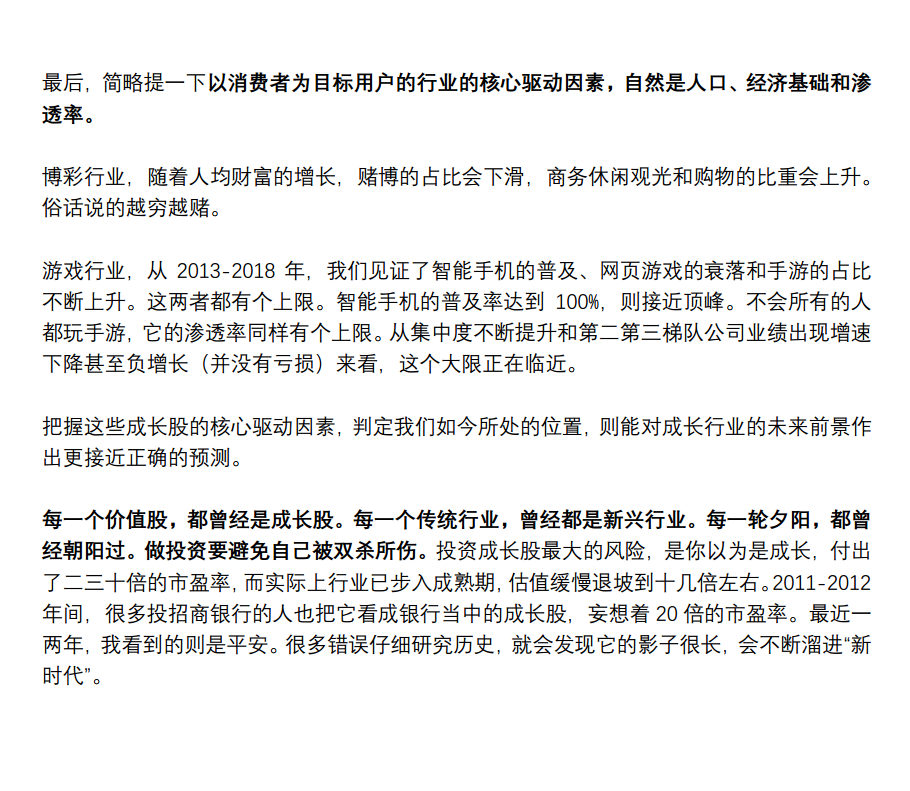 最后，简略提一下以消费者为目标用户的行业的核心驱动因素，自然是人口、经济基础和渗
透率。
博彩行业，随着人均财富的增长，赌博的占比会下滑，商务休闲观光和购物的比重会上升。
俗话说的越穷越赌。
游戏行业，从 2013-2018 年，我们见证了智能手机的普及、网页游戏的衰落和手游的占比
不断上升。这两者都有个上限。智能手机的普及率达到 100%，则接近顶峰。不会所有的人
都玩手游，它的渗透率同样有个上限。从集中度不断提升和第二第三梯队公司业绩出现增速
下降甚至负增长（并没有亏损）来看，这个大限正在临近。
把握这些成长股的核心驱动因素，判定我们如今所处的位置，则能对成长行业的未来前景作
出更接近正确的预测。
每一个价值股，都曾经是成长股。每一个传统行业，曾经都是新兴行业。每一轮夕阳，都曾
经朝阳过。做投资要避免自己被双杀所伤。投资成长股最大的风险，是你以为是成长，付出
了二三十倍的市盈率，而实际上行业已步入成熟期，估值缓慢退坡到十几倍左右。2011-2012
年间，很多投招商银行的人也把它看成银行当中的成长股，妄想着 20 倍的市盈率。最近一
两年，我看到的则是平安。很多错误仔细研究历史，就会发现它的影子很长，会不断溜进“新
时代”。